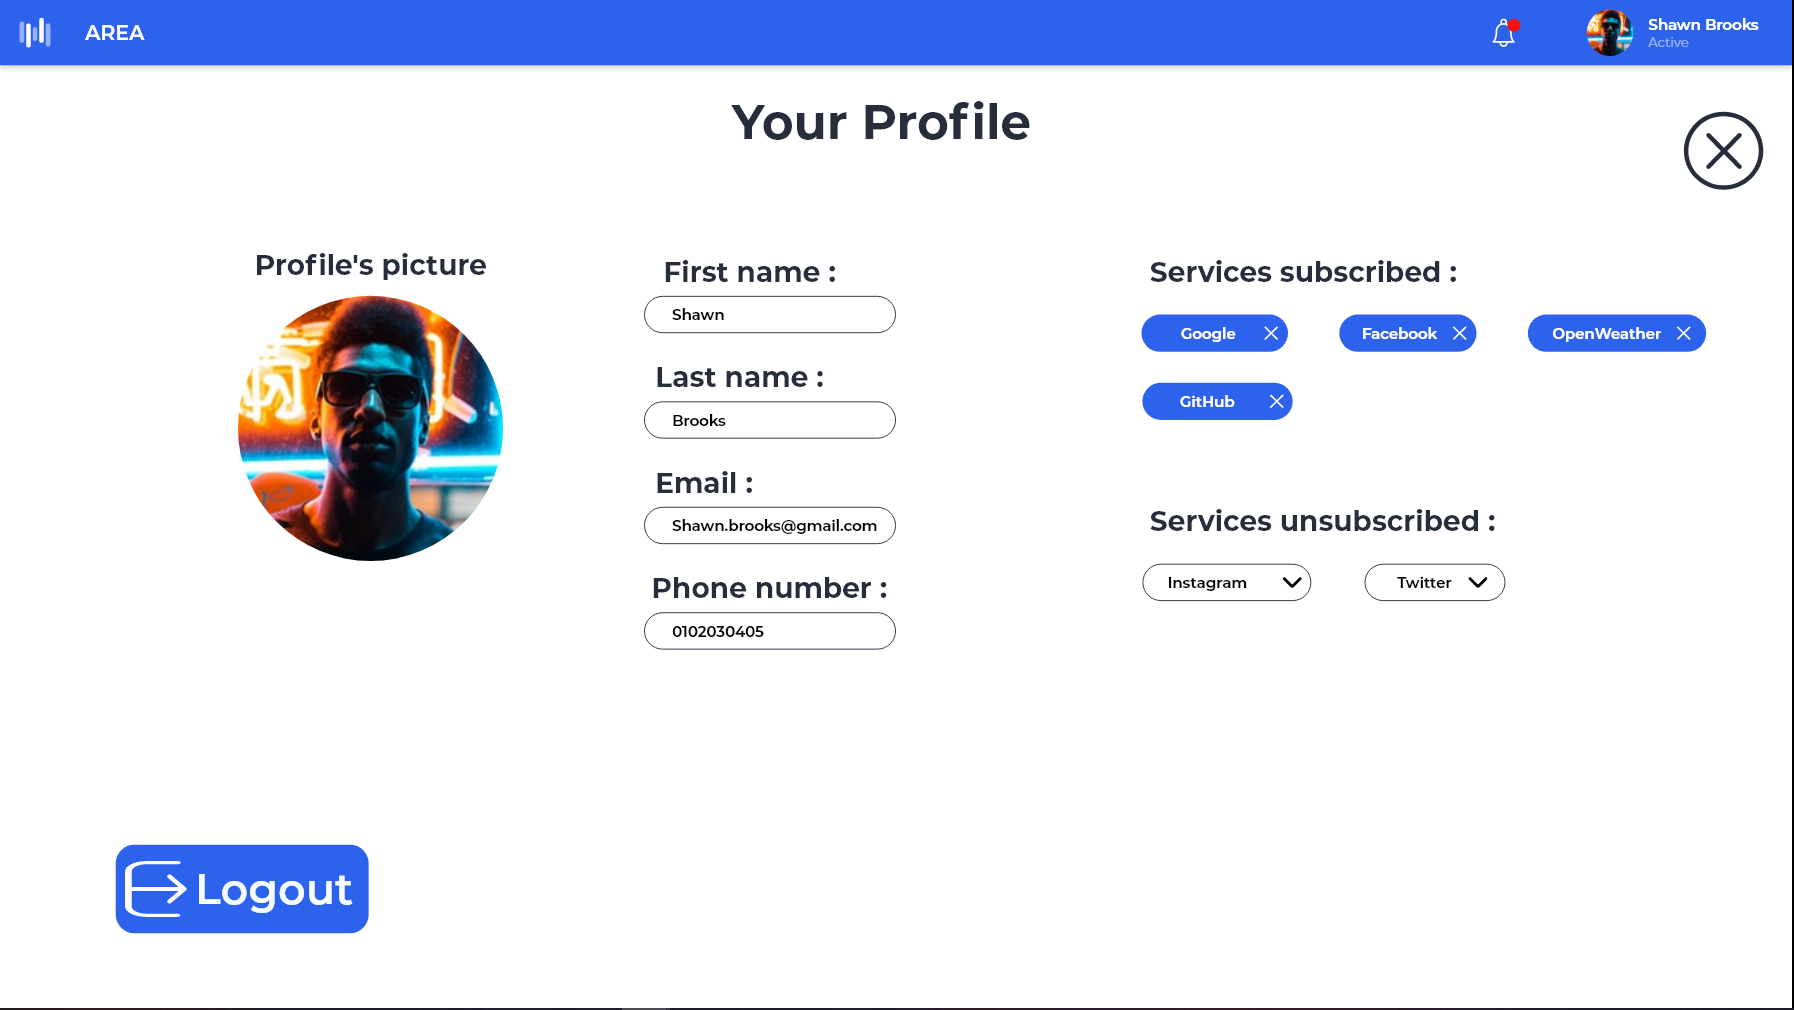 AREA
Shawn Brooks
Active
Your Profile
Profile's picture
First name :
Shawn
Last name :
Brooks
Email :
Shawn.brooks@gmail.com
Phone number :
0102030405
Services subscribed :
Google
Facebook
OpenWeather
GitHub
Services unsubscribed :
Instagram
Twitter
Logout